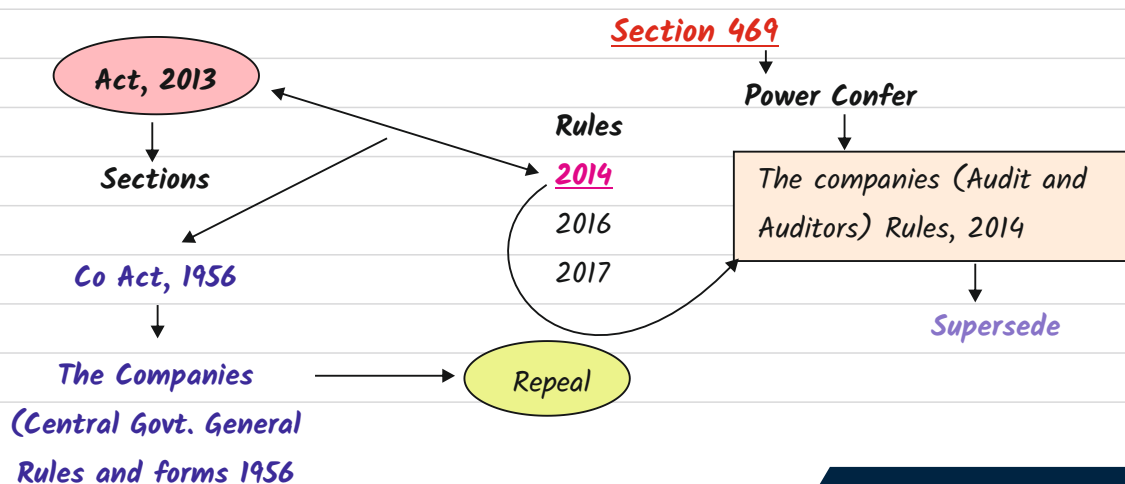 Section 469
Act, 2013
Power Confer
Rules
2014
2016
2017
Sections
The companies (Audit and
Auditors) Rules, 2014
Co Act, 1956
Supersede
The Companies
(Central Govt. General
Rules and forms 1956
Repeal